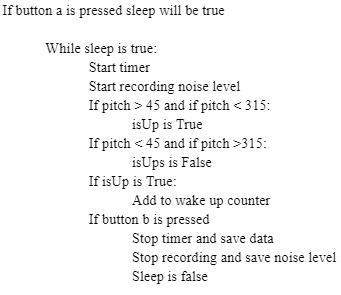 If button a is pressed sleep will be true
While sleep is true:
Start timer
Start recording noise level
If pitch > 45 and if pitch < 315:
isUp is True
If pitch < 45 and if pitch >315:
isUps is False
If isUp is True:
Add to wake up counter
If button b is pressed
Stop timer and save data
Stop recording and save noise level
Sleep is false